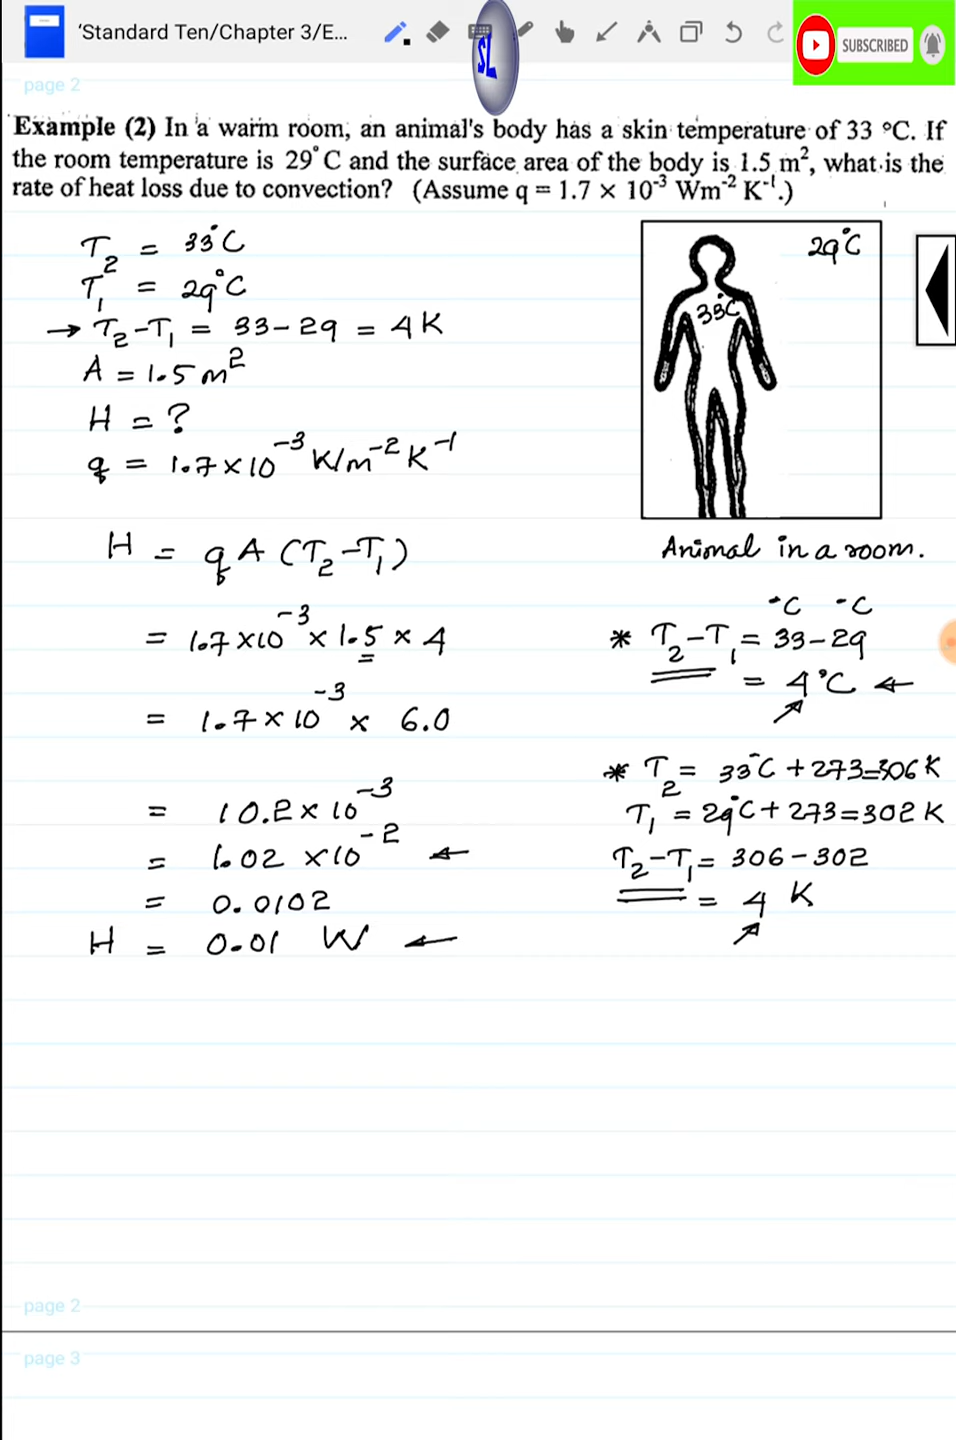 ‘Standard Ten/Chapter 3/E...
SL
SUBSCRIBED
page 2
Example (2) In a warm room, an animal's body has a skin temperature of 33 °C. If
the room temperature is 29°C and the surface area of the body is 1.5 m², what is the
rate of heat loss due to convection? (Assume q = 1.7 × 10⁻³ Wm⁻² K⁻¹.)
T₂ = 33°C
T₁ = 29°C
→ T₂-T₁ = 33-29 = 4K
A = 1.5 m²
H = ?
q = 1.7×10⁻³ K/m⁻² K⁻¹
29°C
33°C
Animal in a room.
H = qA (T₂-T₁)
= 1.7×10⁻³ × 1.5 × 4
= 1.7×10⁻³ × 6.0
= 10.2×10⁻³
= 1.02 ×10⁻² ←
= 0.0102
H = 0.01 W ←
°C °C
* T₂-T₁ = 33-29
= 4°C ←
* T₂ = 33°C+273=306K
T₁ = 29°C+273=302K
T₂-T₁ = 306-302
= 4 K
page 2
page 3